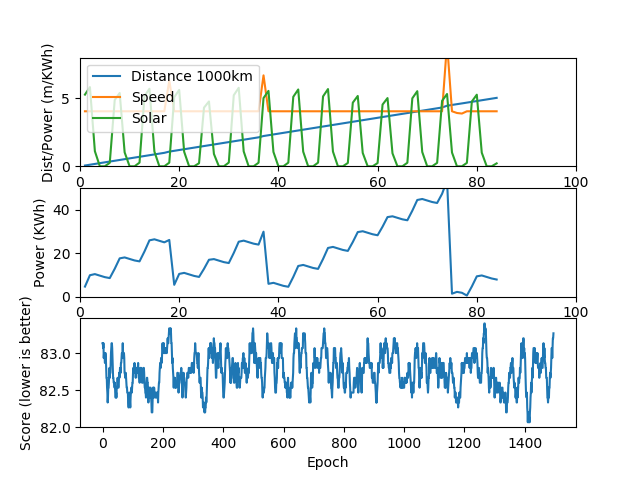 Dist/Power (m/KWh)
5
0
Distance 1000km
Speed
Solar
0 20 40 60 80 100
Power (KWh)
40
20
0
0 20 40 60 80 100
Score (lower is better)
83.0
82.5
82.0
0 200 400 600 800 1000 1200 1400
Epoch